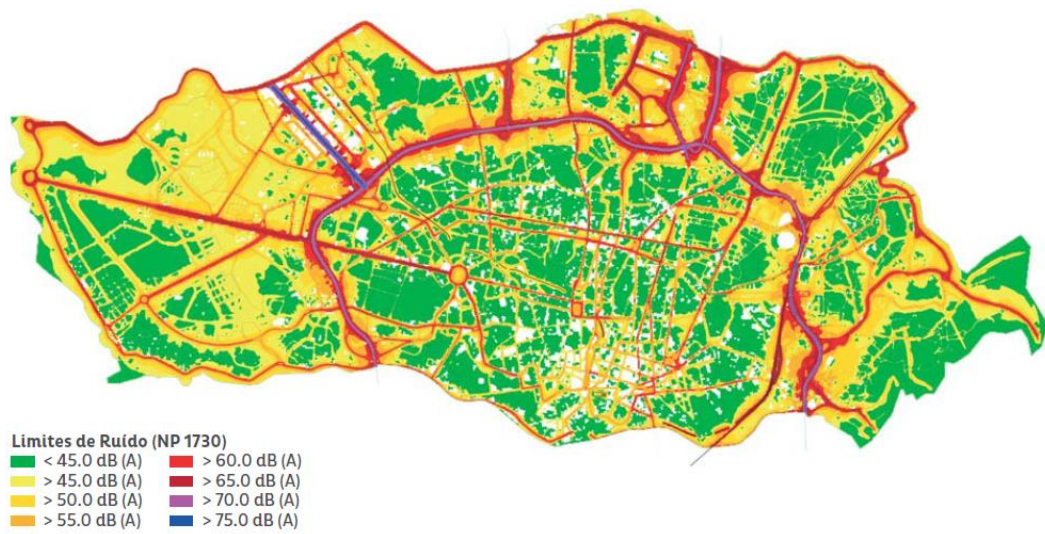 Limites de Ruído (NP 1730)
< 45.0 dB (A)
> 45.0 dB (A)
> 50.0 dB (A)
> 55.0 dB (A)
> 60.0 dB (A)
> 65.0 dB (A)
> 70.0 dB (A)
> 75.0 dB (A)